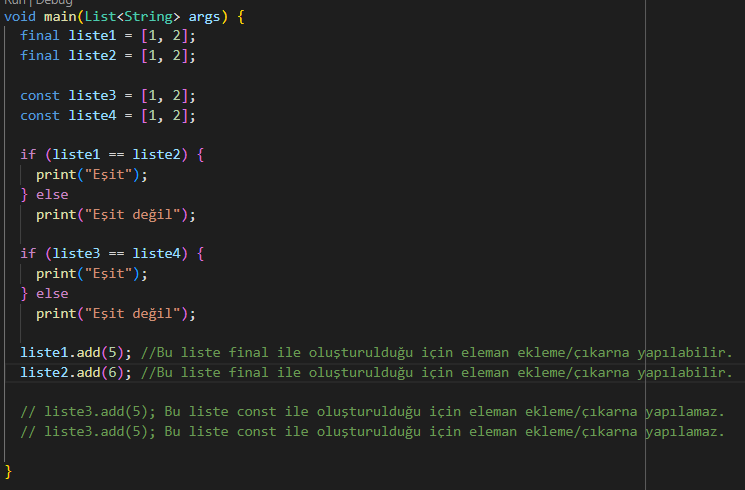 Run | Debug
void main(List<String> args) {
final liste1 = [1, 2];
final liste2 = [1, 2];
const liste3 = [1, 2];
const liste4 = [1, 2];
if (liste1 == liste2) {
print("Eşit");
} else
print("Eşit değil");
if (liste3 == liste4) {
print("Eşit");
} else
print("Eşit değil");
liste1.add(5); //Bu liste final ile oluşturulduğu için eleman ekleme/çıkarna yapılabilir.
liste2.add(6); //Bu liste final ile oluşturulduğu için eleman ekleme/çıkarna yapılabilir.
// liste3.add(5); Bu liste const ile oluşturulduğu için eleman ekleme/çıkarna yapılamaz.
// liste3.add(5); Bu liste const ile oluşturulduğu için eleman ekleme/çıkarna yapılamaz.
}